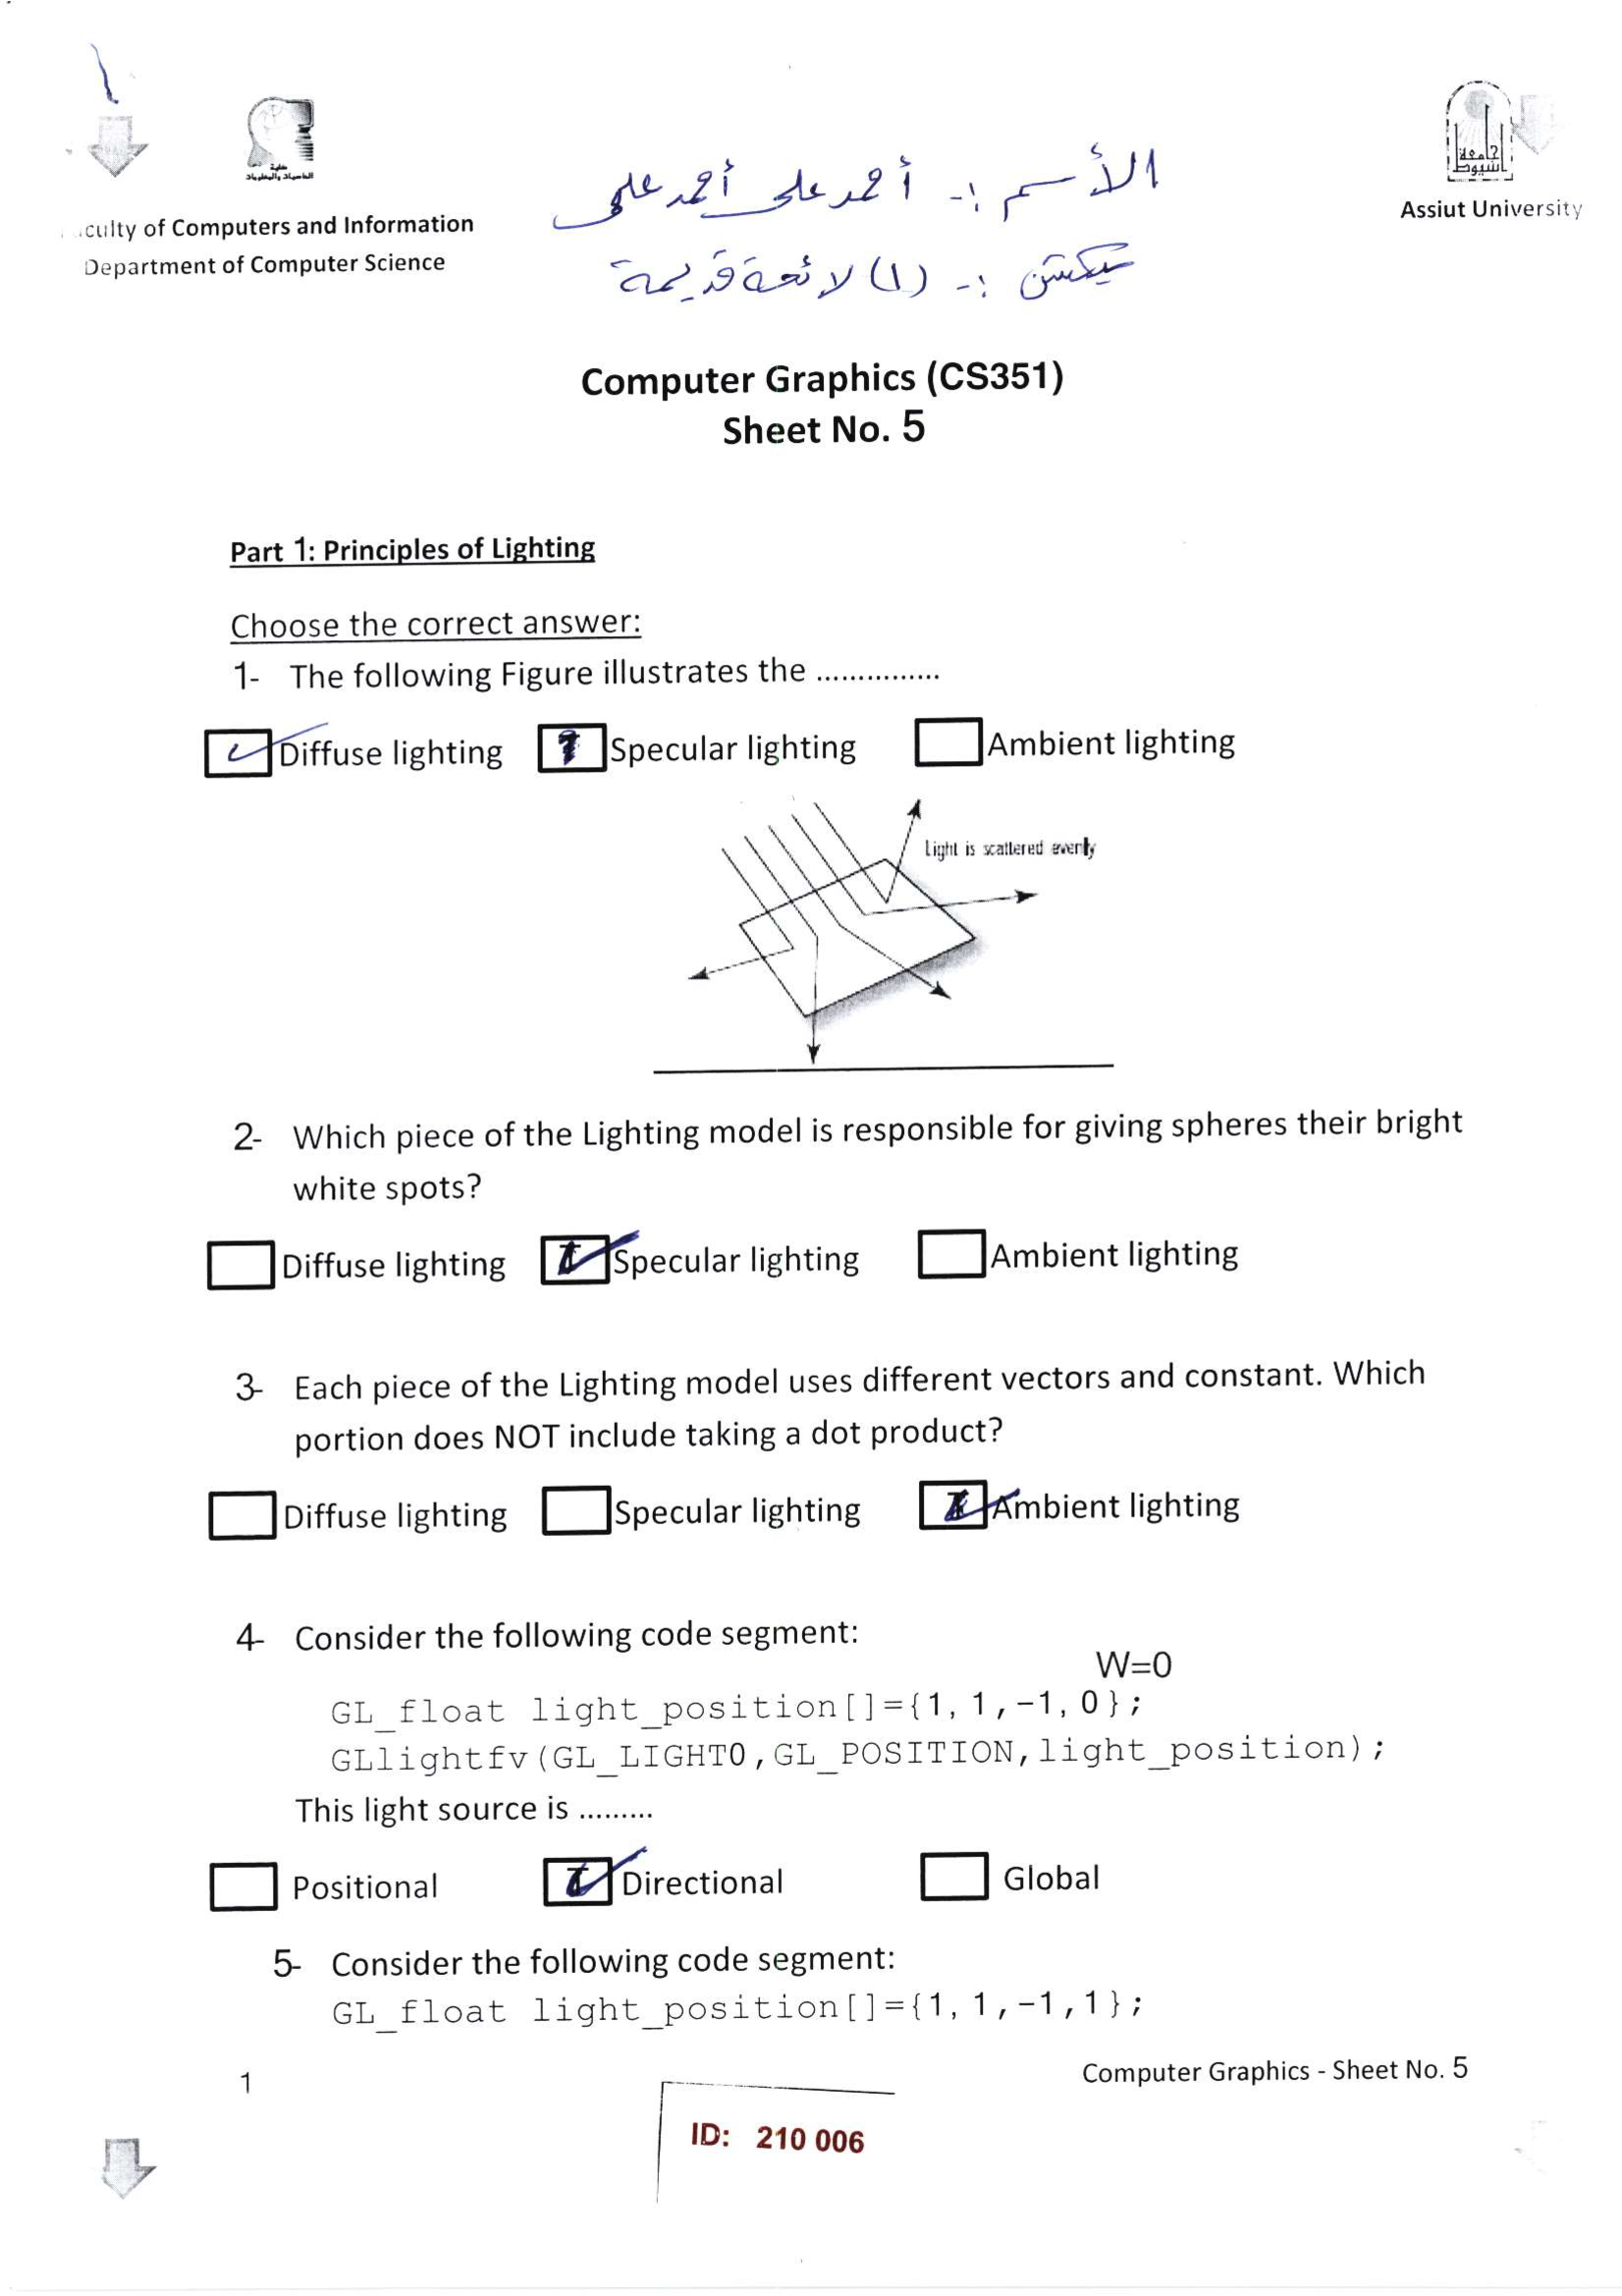 كلية
الحاسبات والمعلومات
جامعة
أسيوط
culty of Computers and Information
Department of Computer Science
Assiut University
الأسم :- أحمد على أحمد على
سيكشن :- (١) لائحة قديمة
Computer Graphics (CS351)
Sheet No. 5
Part 1: Principles of Lighting
Choose the correct answer:
1- The following Figure illustrates the ...............
Diffuse lighting Specular lighting Ambient lighting
Light is scattered evenly
2- Which piece of the Lighting model is responsible for giving spheres their bright
white spots?
Diffuse lighting Specular lighting Ambient lighting
3- Each piece of the Lighting model uses different vectors and constant. Which
portion does NOT include taking a dot product?
Diffuse lighting Specular lighting Ambient lighting
4- Consider the following code segment:
W=0
GL_float light_position[]={1,1,-1,0};
GLlightfv(GL_LIGHT0,GL_POSITION,light_position);
This light source is .........
Positional Directional Global
5- Consider the following code segment:
GL_float light_position[]={1,1,-1,1};
1 Computer Graphics - Sheet No. 5
ID: 210 006